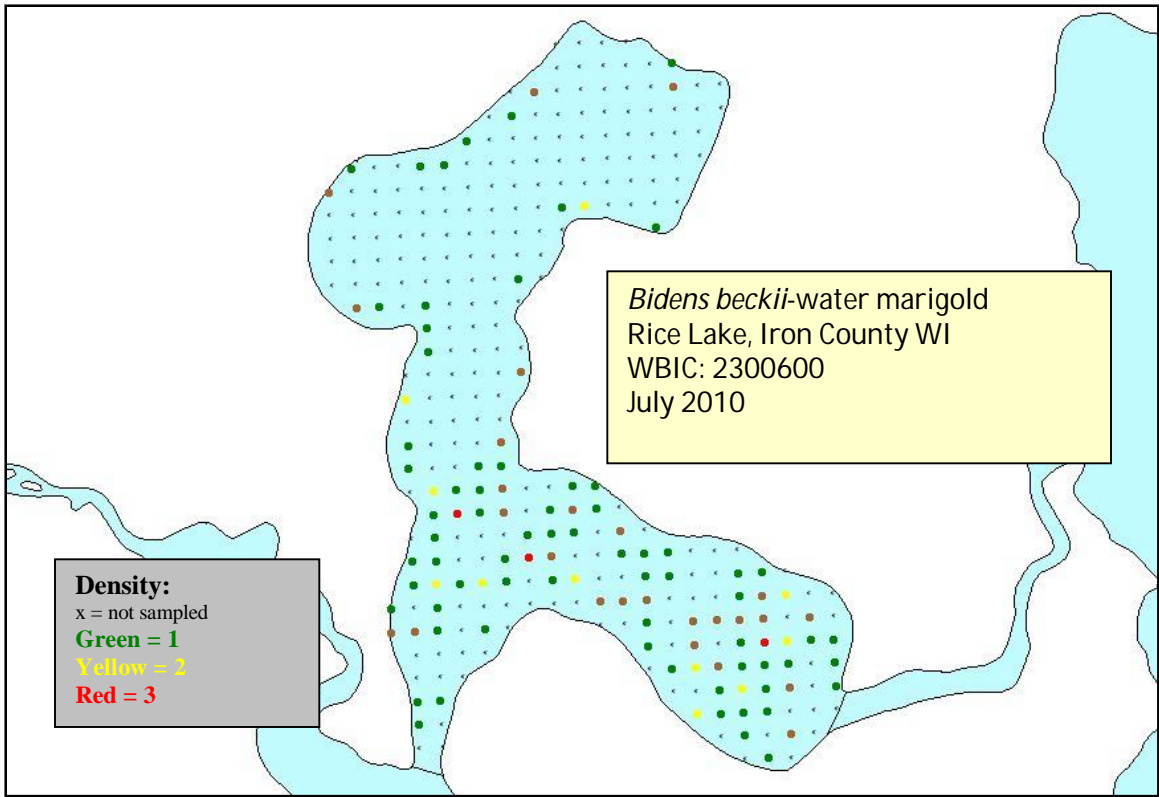 Bidens beckii-water marigold
Rice Lake, Iron County WI
WBIC: 2300600
July 2010
Density:
x = not sampled
Green = 1
Yellow = 2
Red = 3